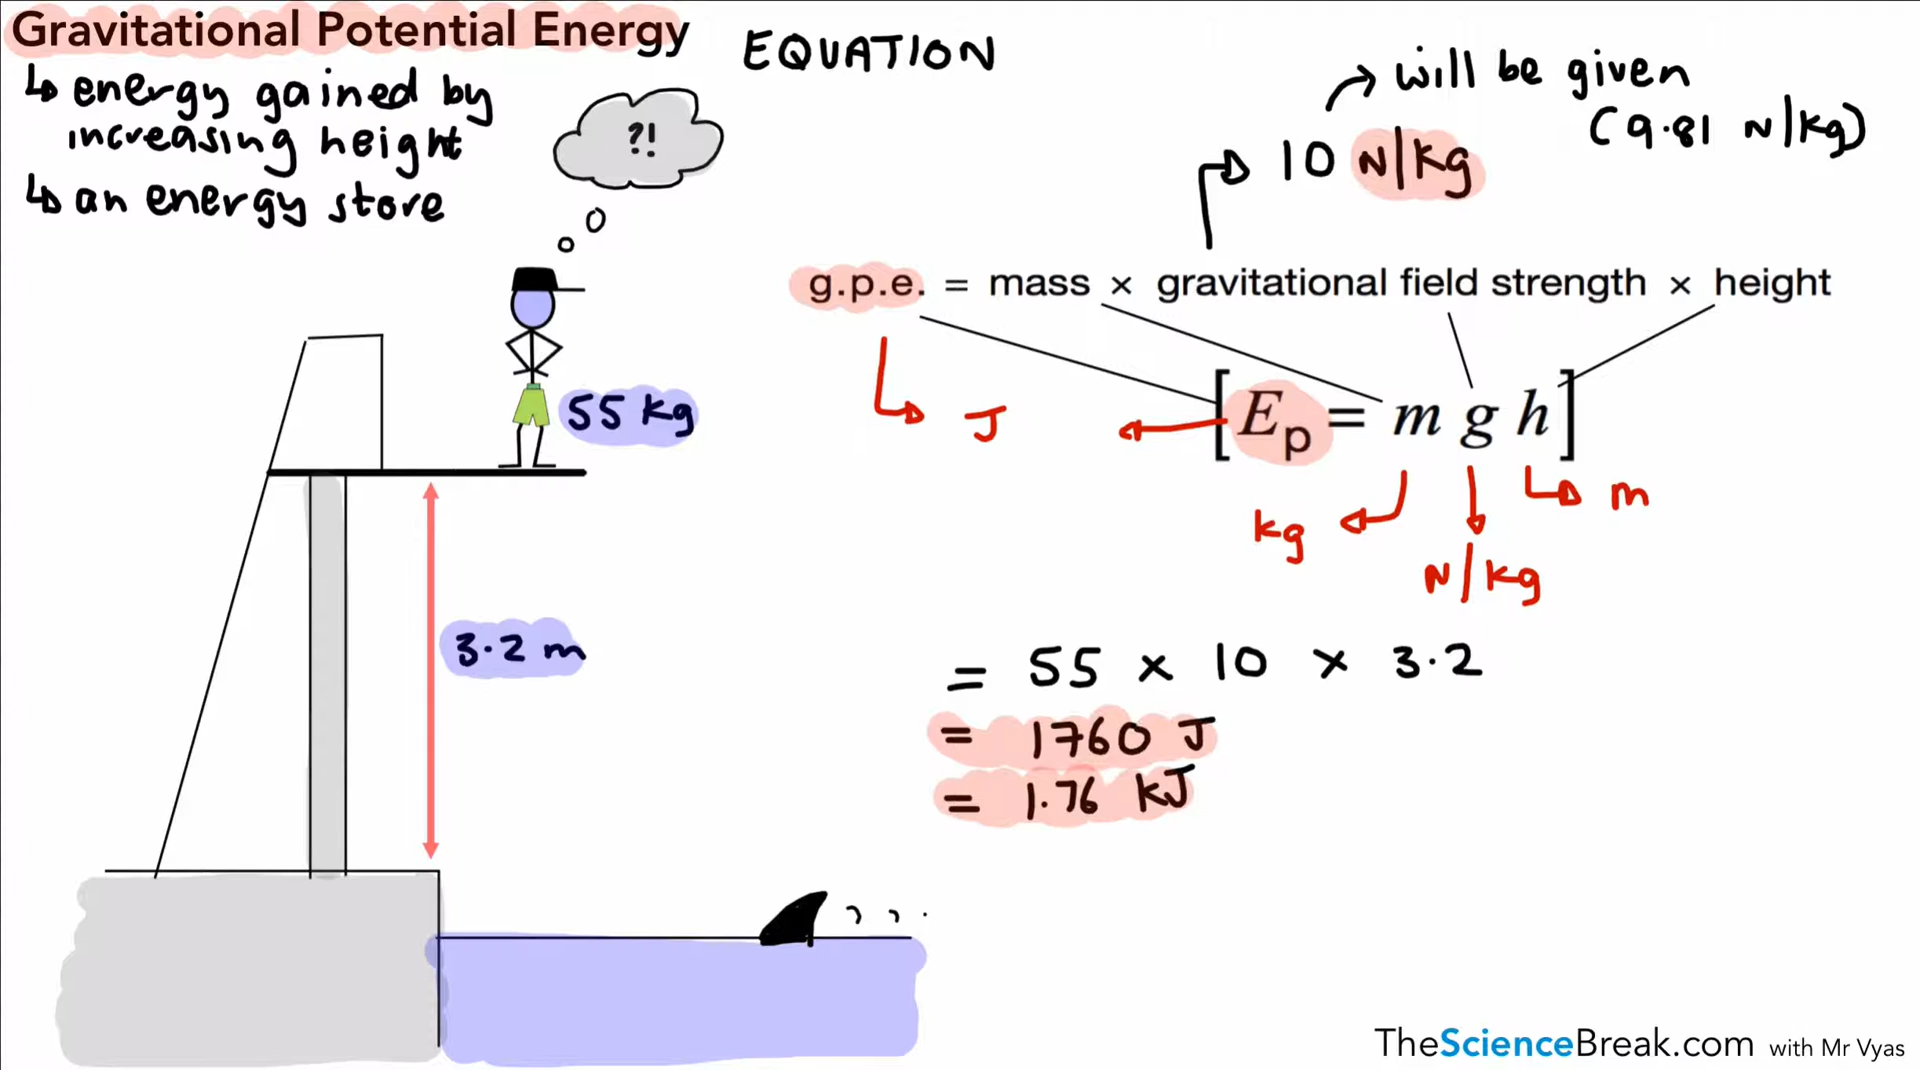 Gravitational Potential Energy
↳ energy gained by
increasing height
↳ an energy store
EQUATION
?!
→ will be given
(9.81 N/kg)
10 N/kg
g.p.e. = mass × gravitational field strength × height
[Eₚ = m g h]
J
kg
N/kg
m
55 kg
3.2 m
= 55 × 10 × 3.2
= 1760 J
= 1.76 kJ
TheScienceBreak.com with Mr Vyas